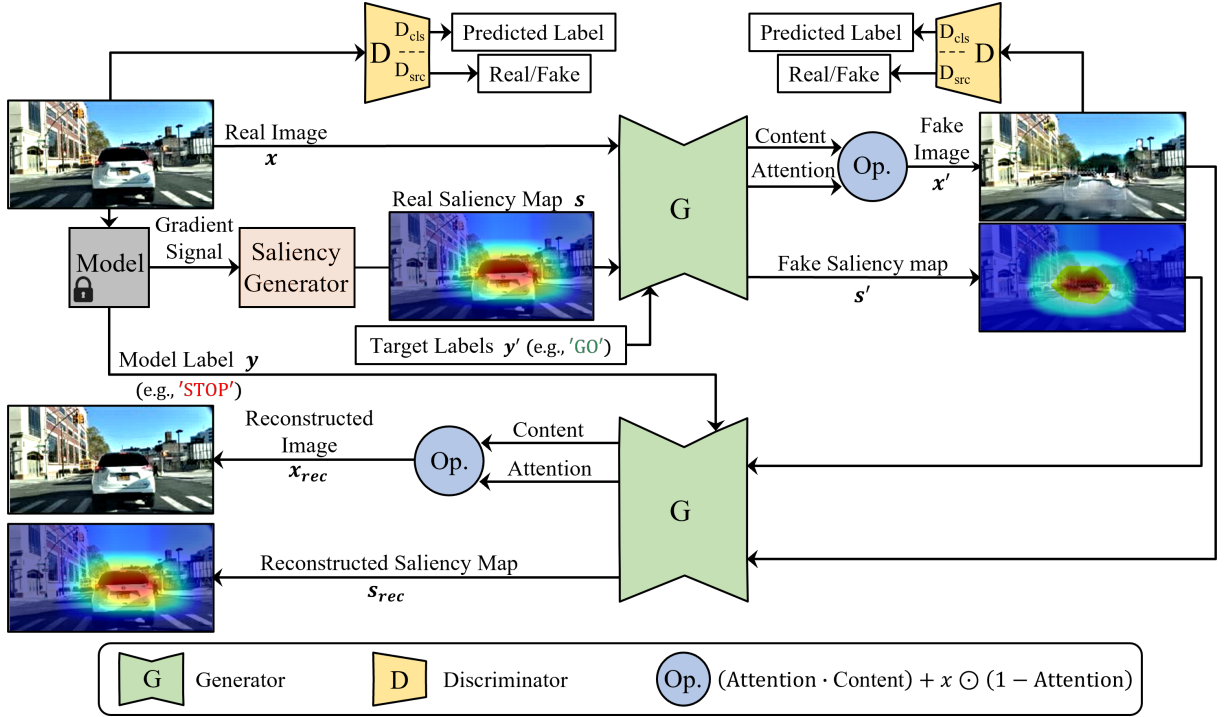 D
D_cls
D_src
Predicted Label
Real/Fake
Predicted Label
Real/Fake
D_cls
D_src
D
Real Image
x
Content
Attention
Op.
Fake
Image
x′
Gradient
Signal
Real Saliency Map s
G
Model
Saliency
Generator
Fake Saliency map
s′
Target Labels y′ (e.g., 'GO')
Model Label y
(e.g., 'STOP')
Reconstructed
Image
x_rec
Op.
Content
Attention
G
Reconstructed Saliency Map
s_rec
G
Generator
D
Discriminator
Op.
(Attention · Content) + x ⊙ (1 − Attention)